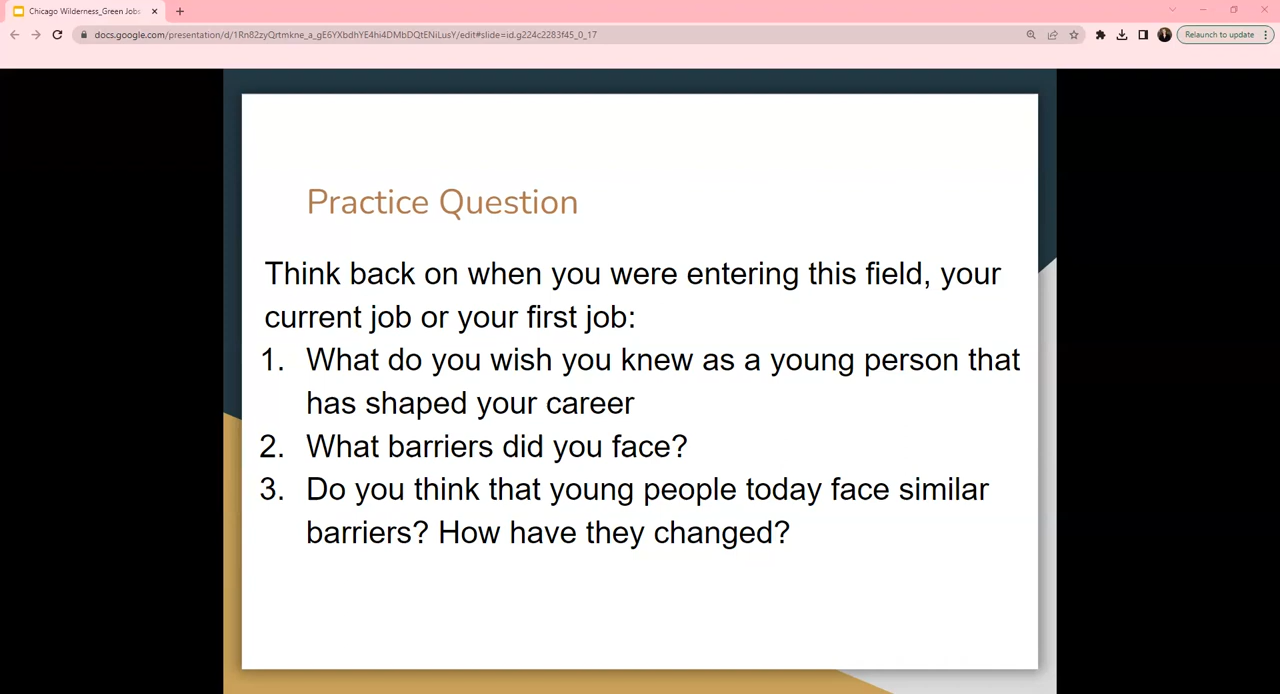 Chicago Wilderness_Green Jobs
docs.google.com/presentation/d/1Rn82zyQrtmkne_a_gE6YXbdhYE4hi4DMbDQtENiLusY/edit#slide=id.g224c2283f45_0_17
Relaunch to update
Practice Question
Think back on when you were entering this field, your
current job or your first job:
1. What do you wish you knew as a young person that
has shaped your career
2. What barriers did you face?
3. Do you think that young people today face similar
barriers? How have they changed?